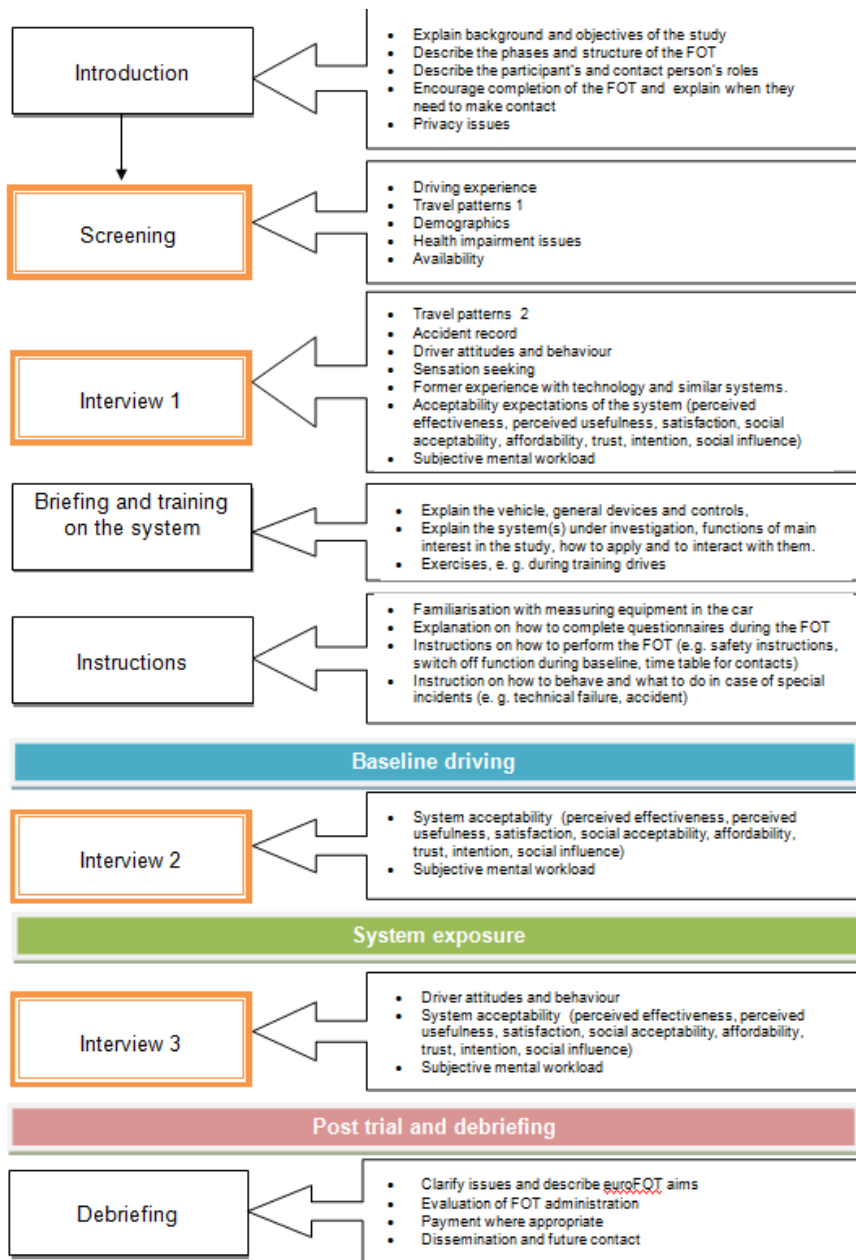 Introduction
• Explain background and objectives of the study
• Describe the phases and structure of the FOT
• Describe the participant's and contact person's roles
• Encourage completion of the FOT and explain when they
need to make contact
• Privacy issues
Screening
• Driving experience
• Travel patterns 1
• Demographics
• Health impairment issues
• Availability
Interview 1
• Travel patterns 2
• Accident record
• Driver attitudes and behaviour
• Sensation seeking
• Former experience with technology and similar systems.
• Acceptability expectations of the system (perceived
effectiveness, perceived usefulness, satisfaction, social
acceptability, affordability, trust, intention, social influence)
• Subjective mental workload
Briefing and training
on the system
• Explain the vehicle, general devices and controls,
• Explain the system(s) under investigation, functions of main
interest in the study, how to apply and to interact with them.
• Exercises, e. g. during training drives
Instructions
• Familiarisation with measuring equipment in the car
• Explanation on how to complete questionnaires during the FOT
• Instructions on how to perform the FOT (e.g. safety instructions,
switch off function during baseline, time table for contacts)
• Instruction on how to behave and what to do in case of special
incidents (e. g. technical failure, accident)
Baseline driving
Interview 2
• System acceptability (perceived effectiveness, perceived
usefulness, satisfaction, social acceptability, affordability,
trust, intention, social influence)
• Subjective mental workload
System exposure
Interview 3
• Driver attitudes and behaviour
• System acceptability (perceived effectiveness, perceived
usefulness, satisfaction, social acceptability, affordability,
trust, intention, social influence)
• Subjective mental workload
Post trial and debriefing
Debriefing
• Clarify issues and describe euroFOT aims
• Evaluation of FOT administration
• Payment where appropriate
• Dissemination and future contact